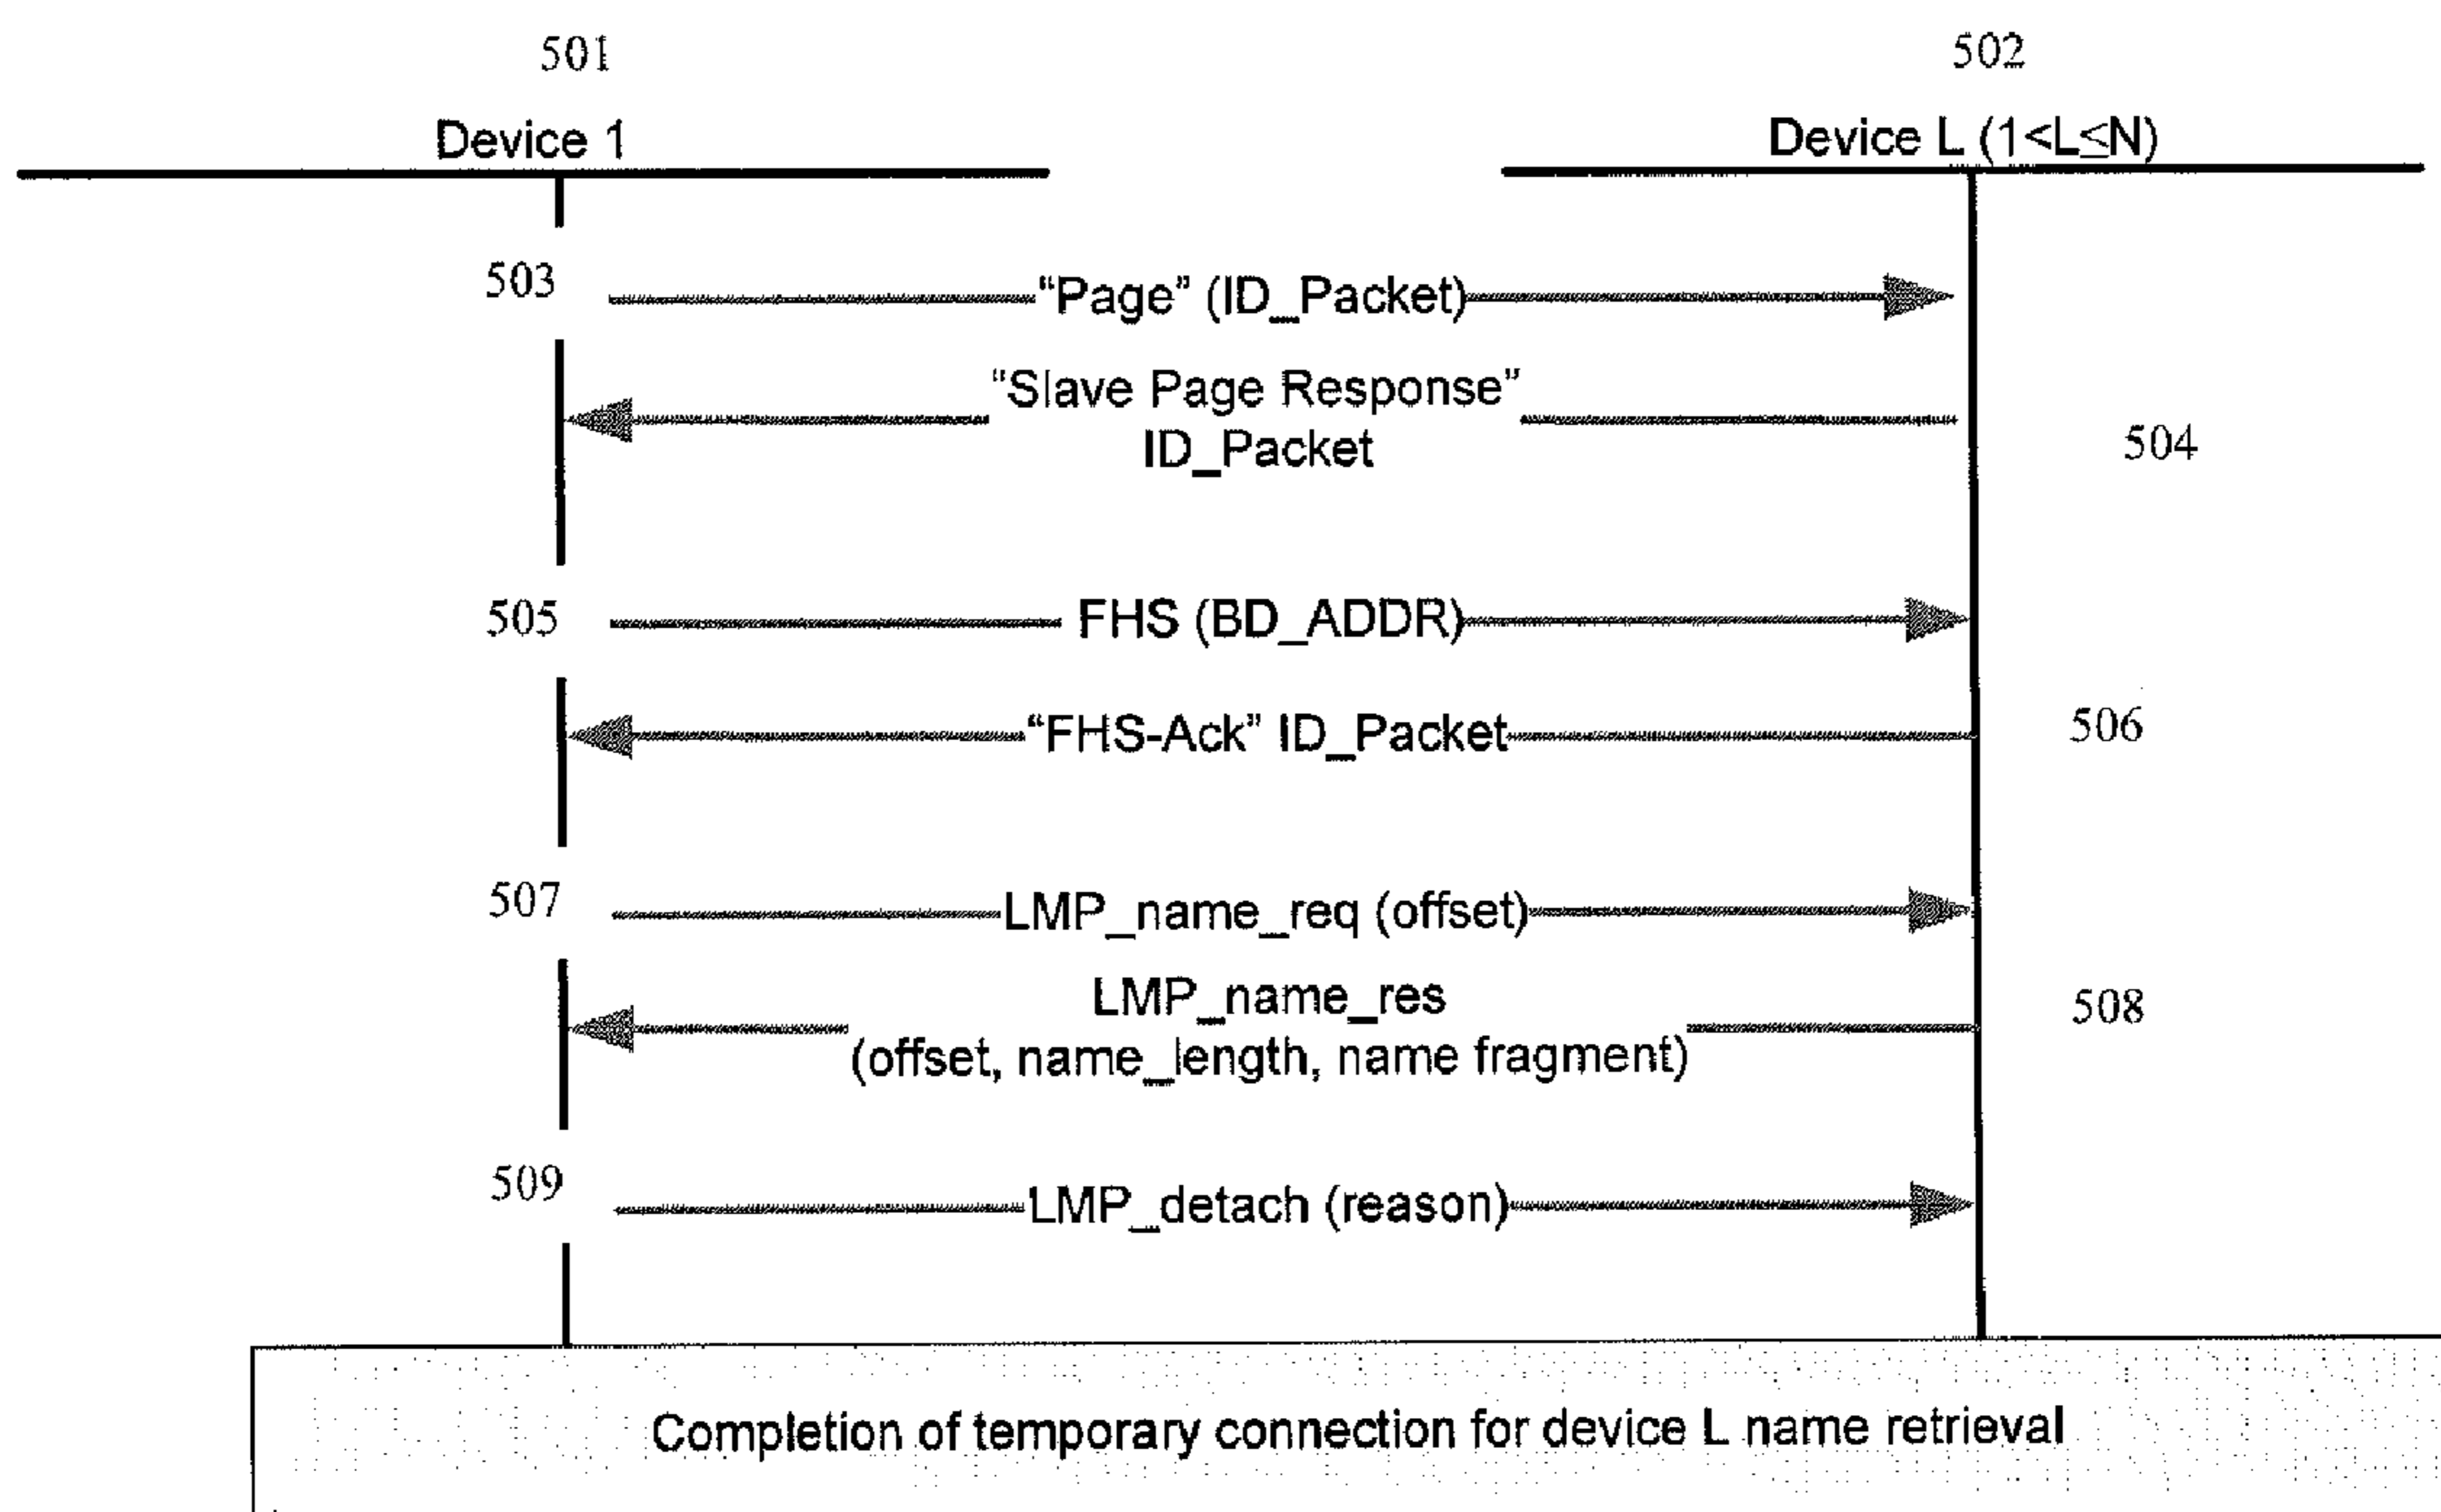 501
502
Device 1
Device L (1<L≤N)
503
“Page” (ID_Packet)
“Slave Page Response”
ID_Packet
504
505
FHS (BD_ADDR)
“FHS-Ack” ID_Packet
506
507
LMP_name_req (offset)
LMP_name_res
(offset, name_length, name fragment)
508
509
LMP_detach (reason)
Completion of temporary connection for device L name retrieval